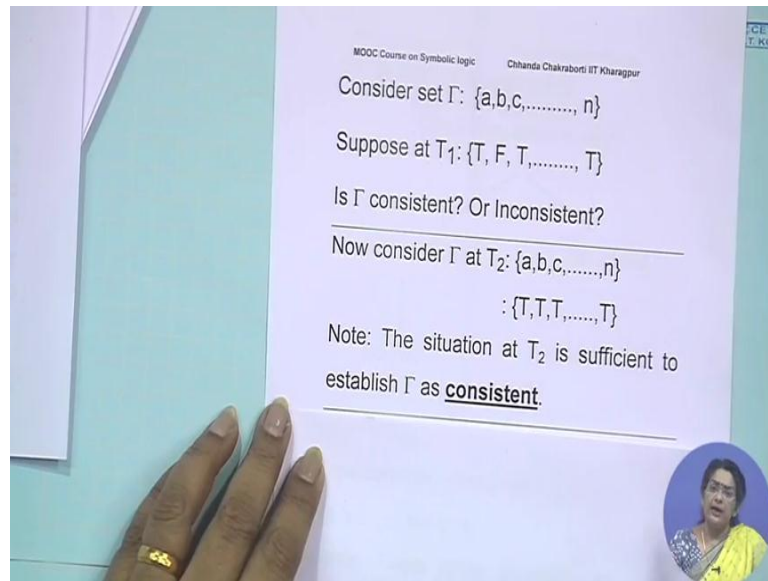 MOOC Course on Symbolic logic Chhanda Chakraborti IIT Kharagpur
Consider set Γ: {a,b,c,........., n}
Suppose at T₁: {T, F, T,........, T}
Is Γ consistent? Or Inconsistent?
Now consider Γ at T₂: {a,b,c,......,n}
: {T,T,T,.....,T}
Note: The situation at T₂ is sufficient to
establish Γ as consistent.